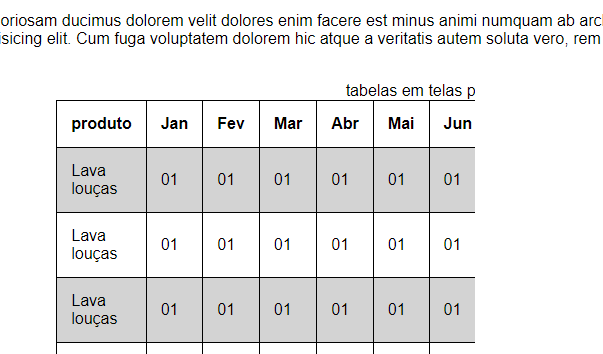 oriosam ducimus dolorem velit dolores enim facere est minus animi numquam ab arc
isicing elit. Cum fuga voluptatem dolorem hic atque a veritatis autem soluta vero, rem
tabelas em telas p
produto Jan Fev Mar Abr Mai Jun
Lava
louças 01 01 01 01 01 01
Lava
louças 01 01 01 01 01 01
Lava
louças 01 01 01 01 01 01